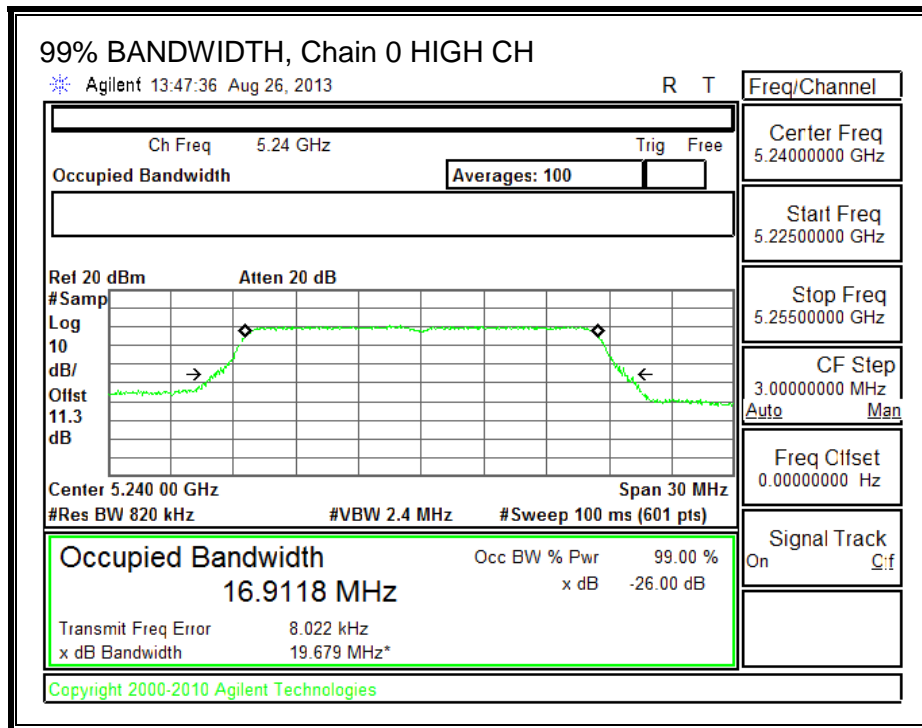 99% BANDWIDTH, Chain 0 HIGH CH
Agilent 13:47:36 Aug 26, 2013 R T
Freq/Channel
Ch Freq 5.24 GHz Trig Free
Occupied Bandwidth Averages: 100
Center Freq
5.24000000 GHz
Start Freq
5.22500000 GHz
Stop Freq
5.25500000 GHz
CF Step
3.00000000 MHz
Auto Man
Freq Offset
0.00000000 Hz
Signal Track
On Off
Ref 20 dBm Atten 20 dB
#Samp
Log
10
dB/
Offst
11.3
dB
Center 5.240 00 GHz Span 30 MHz
#Res BW 820 kHz #VBW 2.4 MHz #Sweep 100 ms (601 pts)
Occupied Bandwidth
16.9118 MHz
Occ BW % Pwr 99.00 %
x dB -26.00 dB
Transmit Freq Error 8.022 kHz
x dB Bandwidth 19.679 MHz*
Copyright 2000-2010 Agilent Technologies